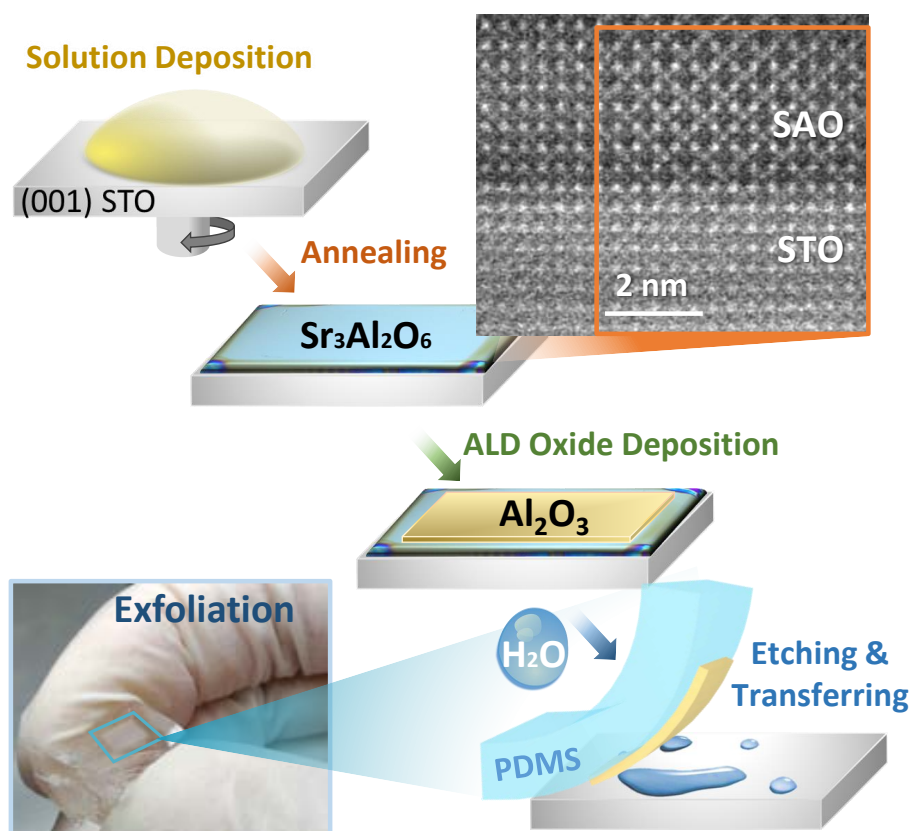 Solution Deposition
(001) STO
SAO
STO
2 nm
Annealing
Sr₃Al₂O₆
ALD Oxide Deposition
Al₂O₃
Exfoliation
H₂O
Etching &
Transferring
PDMS